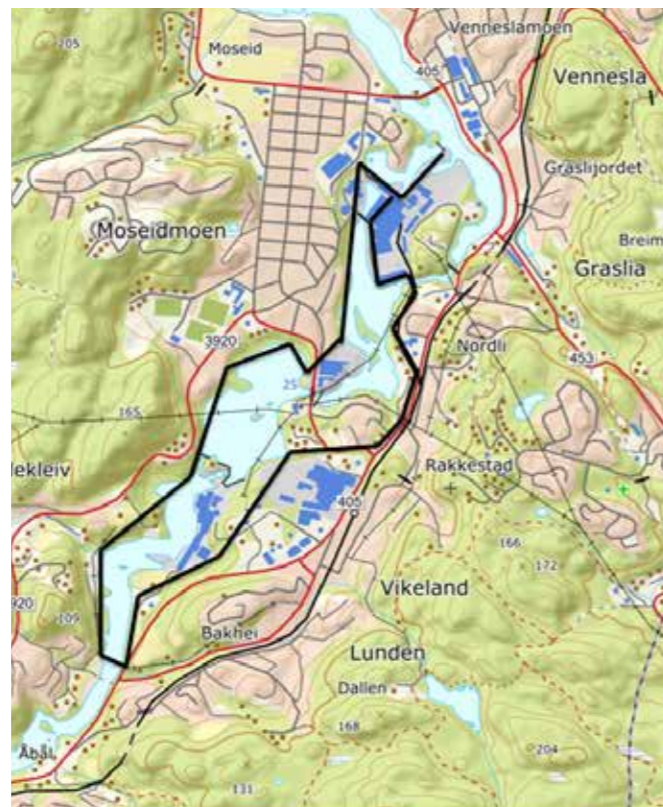 Venneslamoen
205
Moseid
405
Vennesla
Graslijordet
Moseidmoen
Breim
Graslia
3920
Nordli
453
25
165
lekleiv
Rakkestad
405
166
172
3920
109
Vikeland
Bakhei
Lunden
Dallen
Åbål
168
204
131